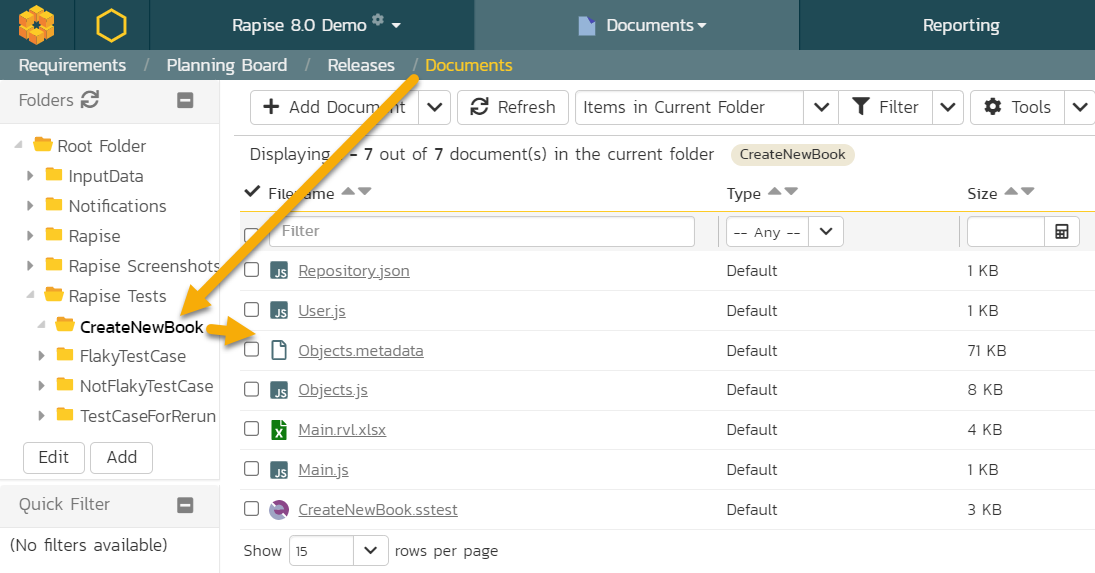 Rapise 8.0 Demo Documents Reporting
Requirements / Planning Board / Releases / Documents
Folders
Root Folder
InputData
Notifications
Rapise
Rapise Screenshots
Rapise Tests
CreateNewBook
FlakyTestCase
NotFlakyTestCase
TestCaseForRerun
Edit Add
Quick Filter
(No filters available)
Add Document Refresh Items in Current Folder Filter Tools
Displaying - 7 out of 7 document(s) in the current folder CreateNewBook
Filename Type Size
Filter -- Any --
Repository.json Default 1 KB
User.js Default 1 KB
Objects.metadata Default 71 KB
Objects.js Default 8 KB
Main.rvl.xlsx Default 4 KB
Main.js Default 1 KB
CreateNewBook.sstest Default 3 KB
Show 15 rows per page